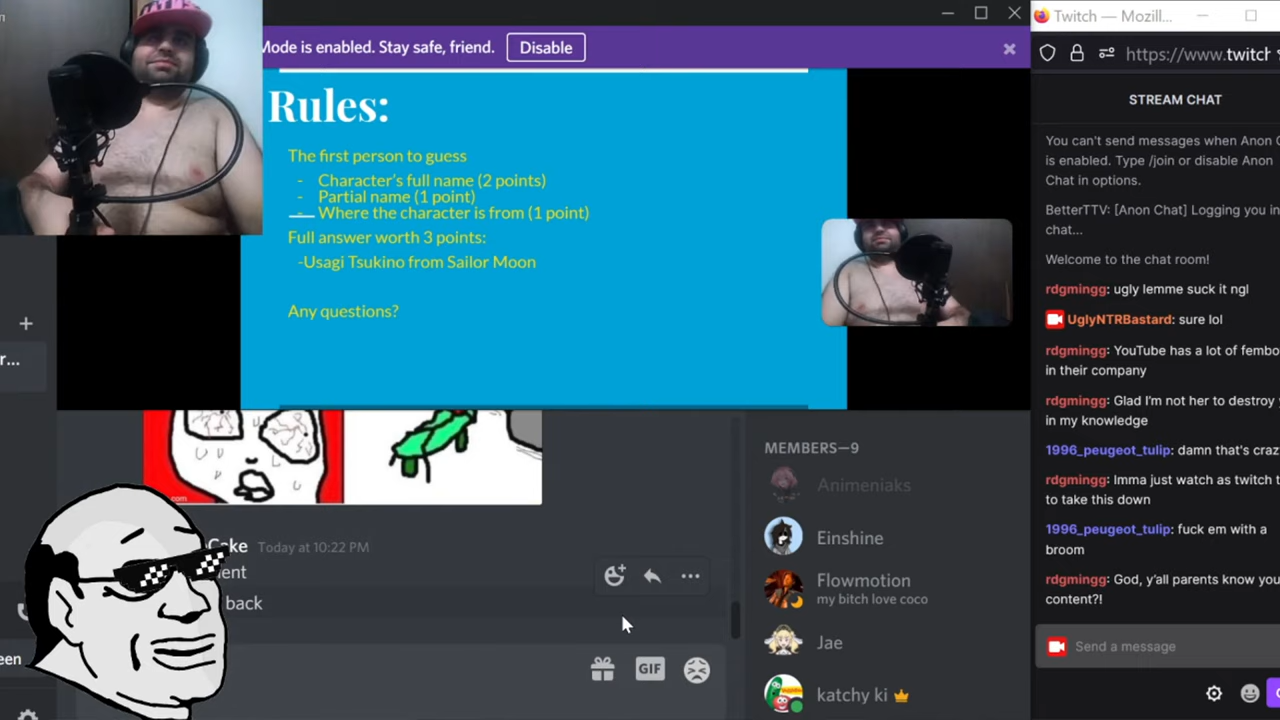 Mode is enabled. Stay safe, friend.
Disable
Rules:
The first person to guess
- Character's full name (2 points)
- Partial name (1 point)
- Where the character is from (1 point)
Full answer worth 3 points:
-Usagi Tsukino from Sailor Moon
Any questions?
r...
.com
Today at 10:22 PM
back
een
GIF
MEMBERS—9
Animeniaks
Einshine
Flowmotion
my bitch love coco
Jae
katchy ki
Twitch — Mozill...
https://www.twitch
STREAM CHAT
You can't send messages when Anon C
is enabled. Type /join or disable Anon
Chat in options.
BetterTTV: [Anon Chat] Logging you in
chat...
Welcome to the chat room!
rdgmingg: ugly lemme suck it ngl
UglyNTRBastard: sure lol
rdgmingg: YouTube has a lot of fembo
in their company
rdgmingg: Glad I'm not her to destroy
in my knowledge
1996_peugeot_tulip: damn that's craz
rdgmingg: Imma just watch as twitch t
to take this down
1996_peugeot_tulip: fuck em with a
broom
rdgmingg: God, y'all parents know you
content?!
Send a message